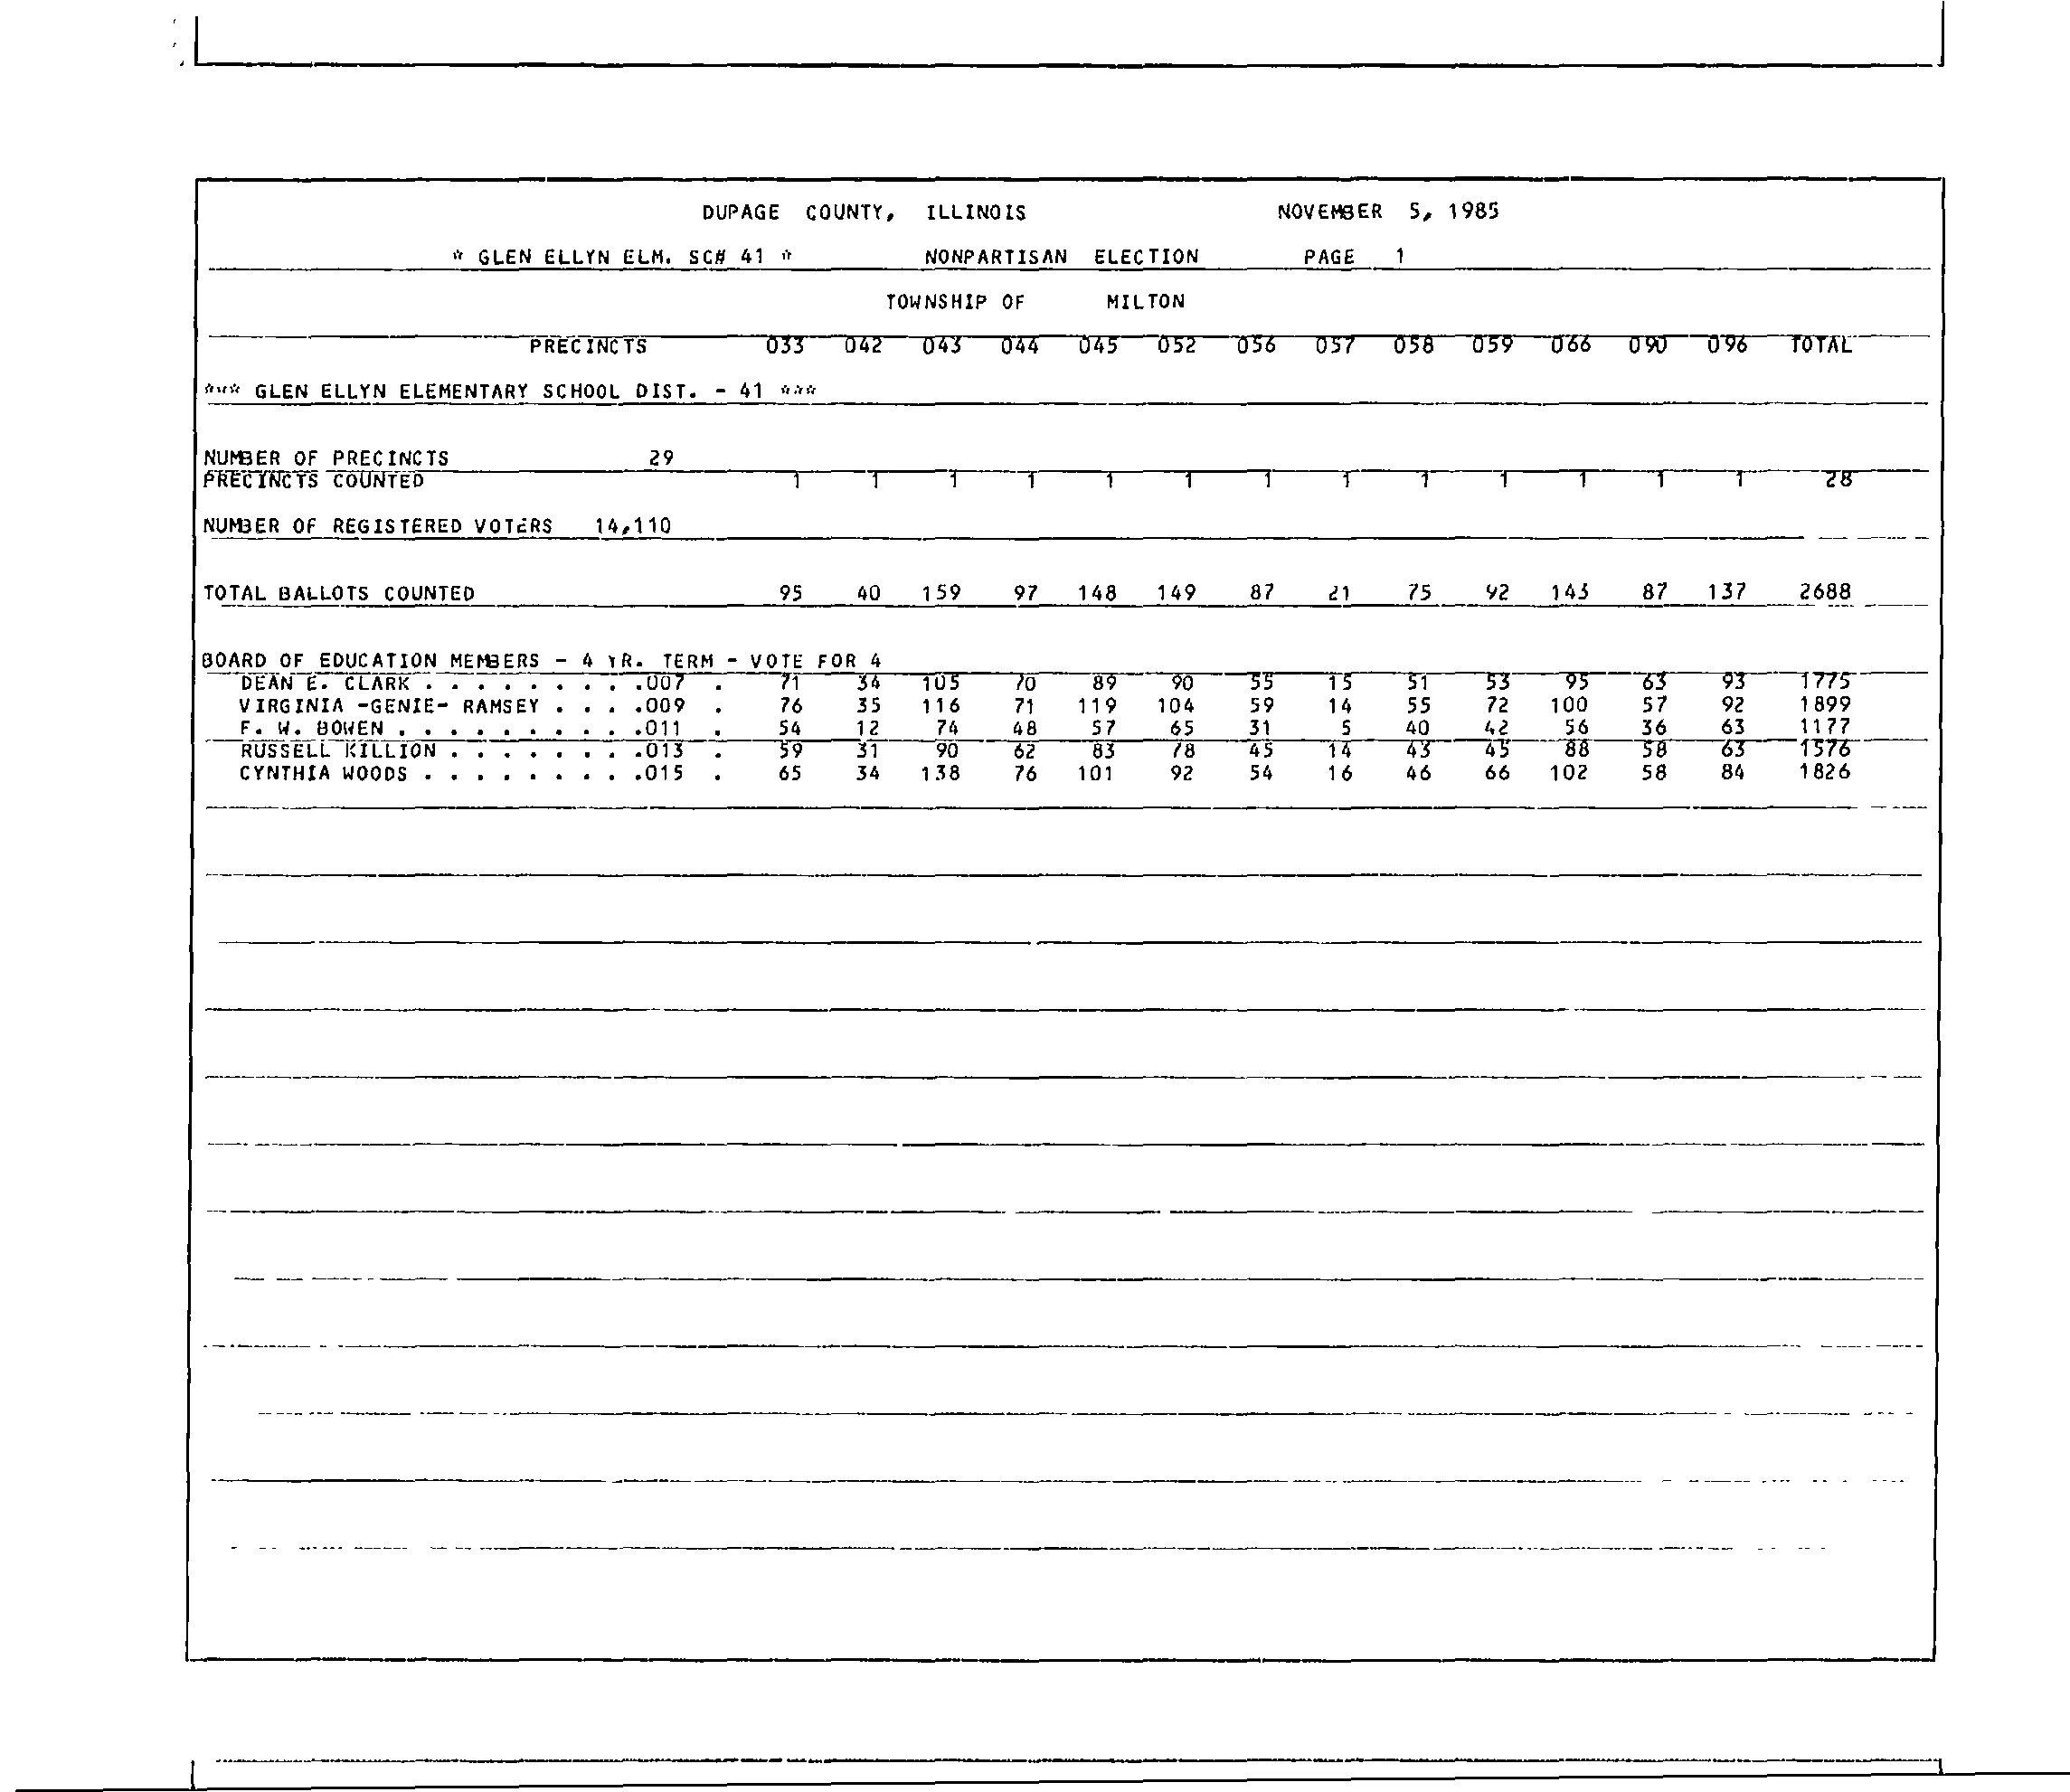 DUPAGE COUNTY, ILLINOIS NOVEMBER 5, 1985
* GLEN ELLYN ELM. SC# 41 * NONPARTISAN ELECTION PAGE 1
TOWNSHIP OF MILTON
PRECINCTS 033 042 043 044 045 052 056 057 058 059 066 090 096 TOTAL
*** GLEN ELLYN ELEMENTARY SCHOOL DIST. - 41 ***
NUMBER OF PRECINCTS 29
PRECINCTS COUNTED 1 1 1 1 1 1 1 1 1 1 1 1 1 28
NUMBER OF REGISTERED VOTERS 14,110
TOTAL BALLOTS COUNTED 95 40 159 97 148 149 87 21 75 92 143 87 137 2688
BOARD OF EDUCATION MEMBERS - 4 YR. TERM - VOTE FOR 4
DEAN E. CLARK . . . . . . . . .007 . 71 34 105 70 89 90 55 15 51 53 95 63 93 1775
VIRGINIA -GENIE- RAMSEY . . . .009 . 76 35 116 71 119 104 59 14 55 72 100 57 92 1899
F. W. BOWEN . . . . . . . . . .011 . 54 12 74 48 57 65 31 5 40 42 56 36 63 1177
RUSSELL KILLION . . . . . . . .013 . 59 31 90 62 83 78 45 14 43 45 88 58 63 1576
CYNTHIA WOODS . . . . . . . . .015 . 65 34 138 76 101 92 54 16 46 66 102 58 84 1826